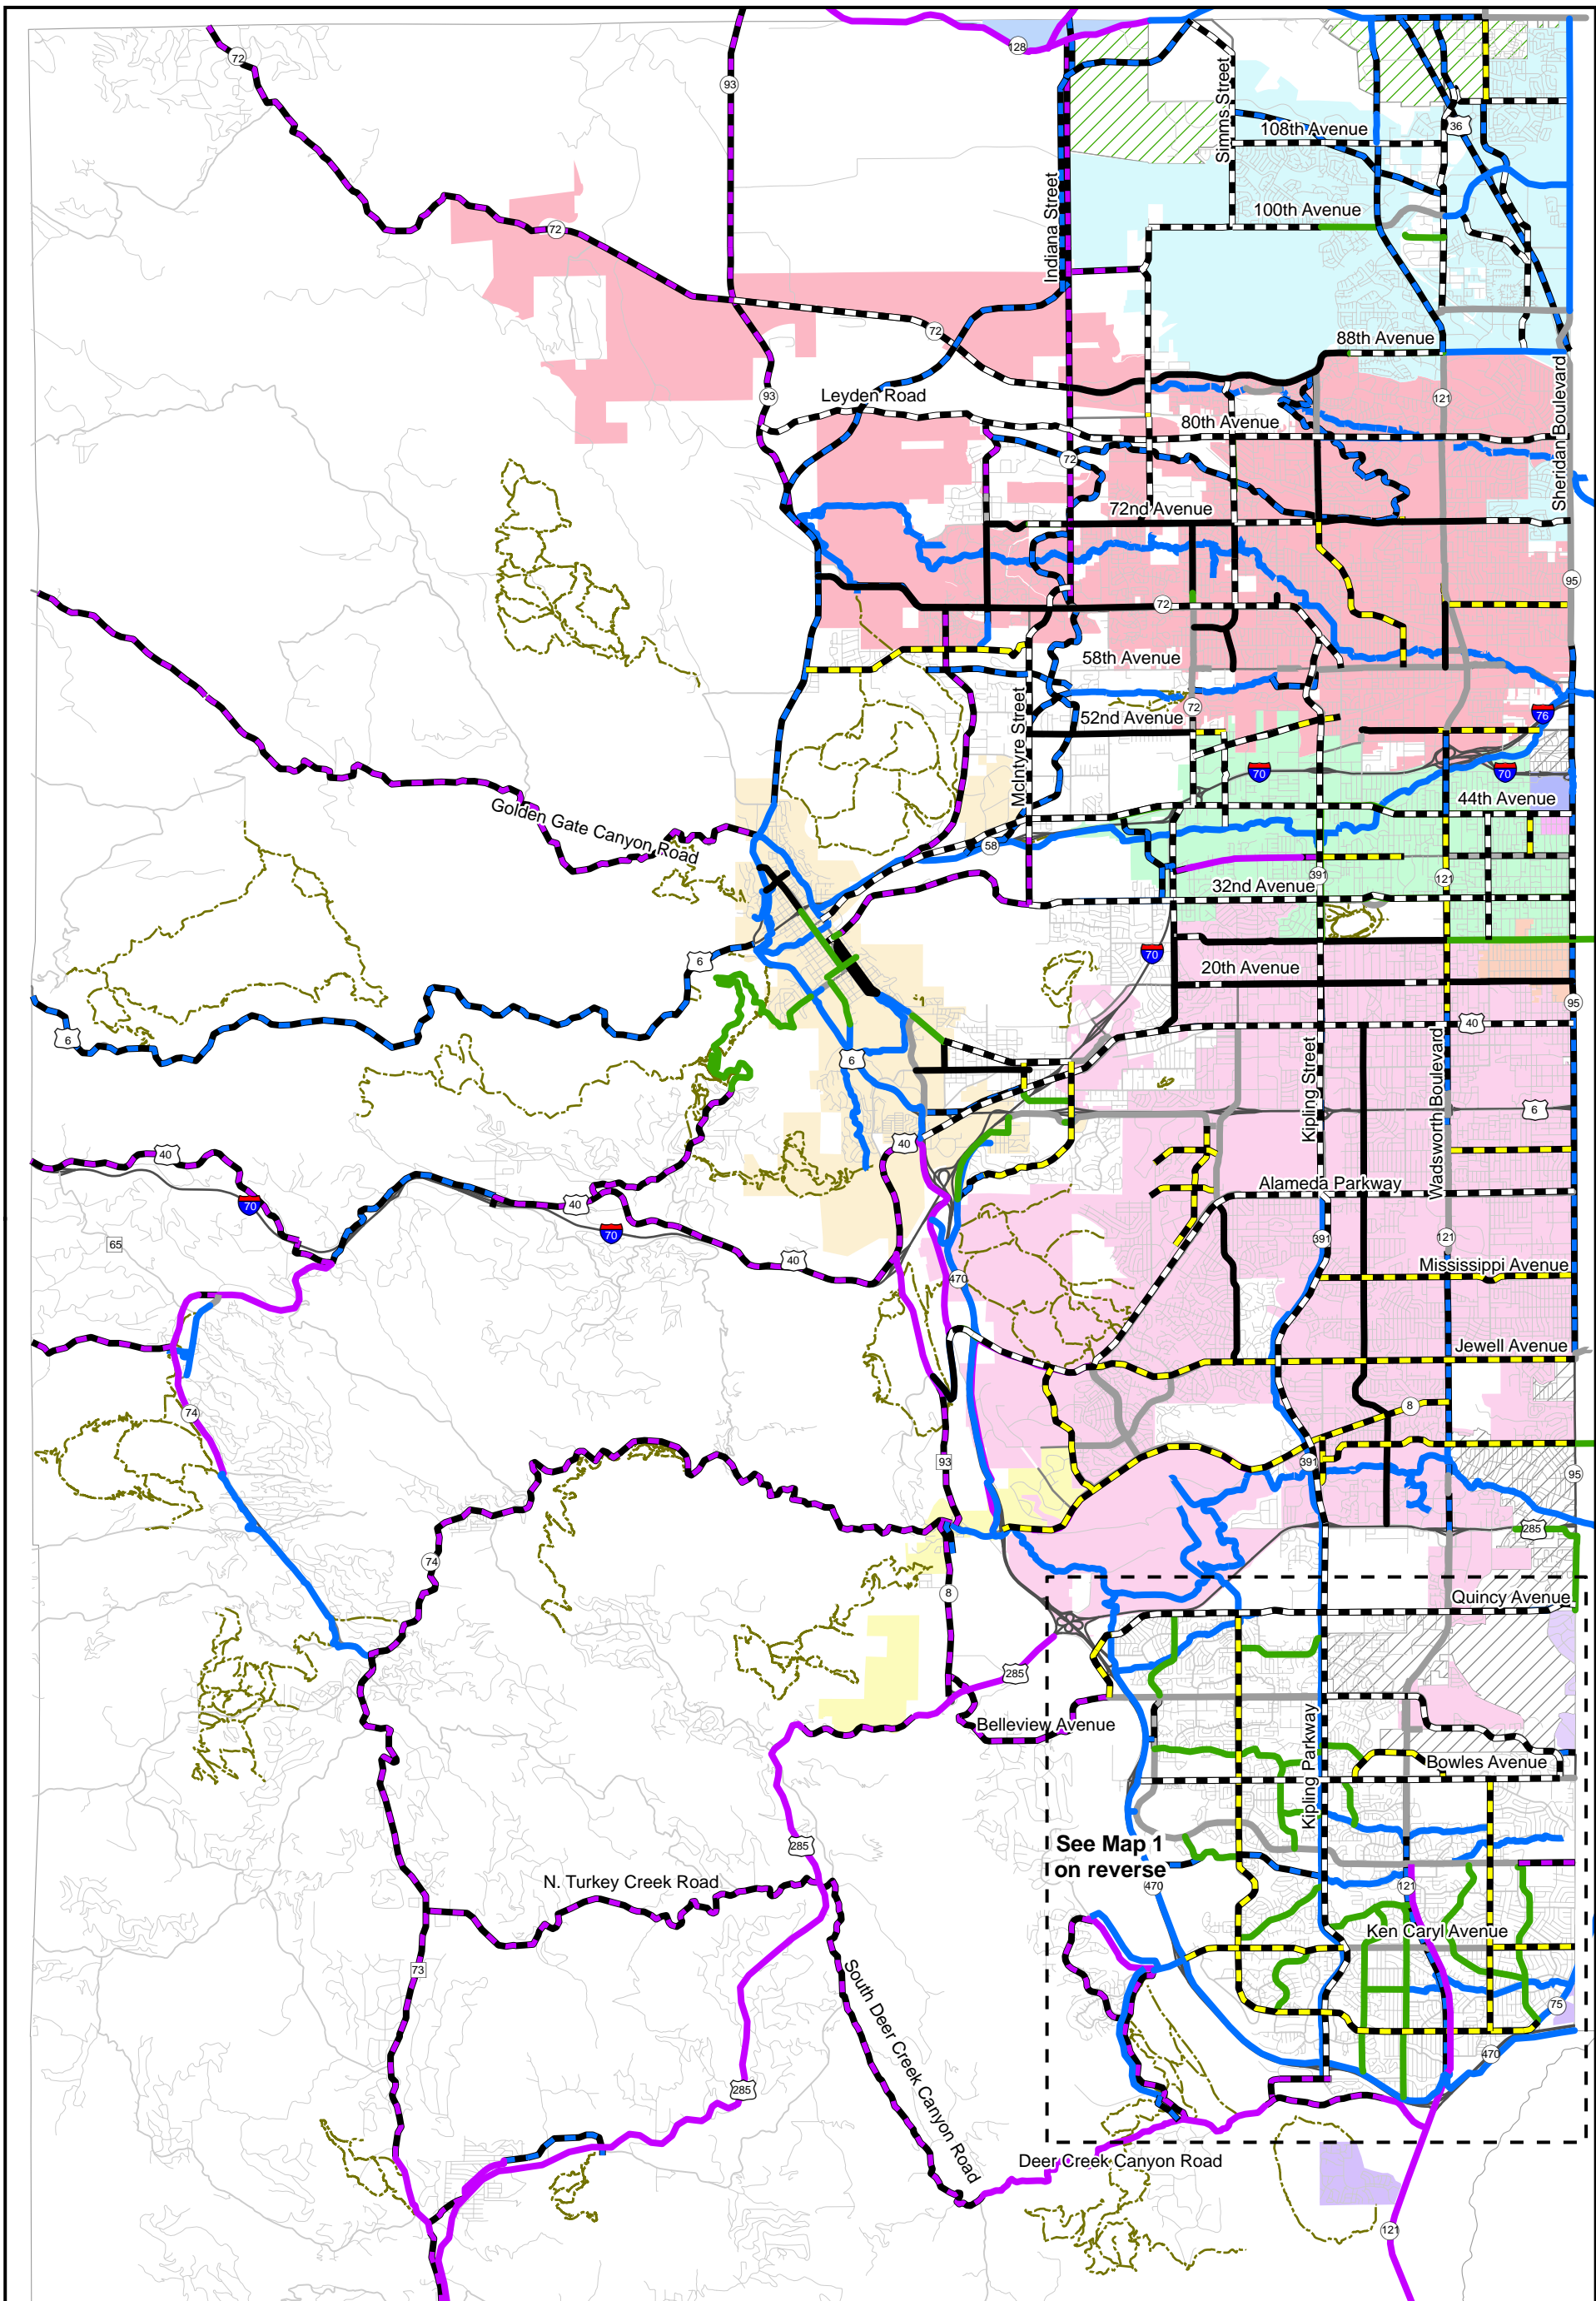 72
93
128
Simms Street
108th Avenue
36
Indiana Street
100th Avenue
72
72
88th Avenue
93
Leyden Road
121
80th Avenue
Sheridan Boulevard
72
72nd Avenue
95
72
58th Avenue
McIntyre Street
52nd Avenue
72
76
70
70
44th Avenue
Golden Gate Canyon Road
58
32nd Avenue
391
121
6
70
20th Avenue
95
6
40
6
Kipling Street
Wadsworth Boulevard
6
40
40
Alameda Parkway
70
40
70
65
40
391
121
470
Mississippi Avenue
Jewell Avenue
74
8
93
391
95
285
74
8
Quincy Avenue
285
Belleview Avenue
Kipling Parkway
Bowles Avenue
285
See Map 1
on reverse
N. Turkey Creek Road
470
121
Ken Caryl Avenue
73
South Deer Creek Canyon Road
75
470
285
Deer Creek Canyon Road
121